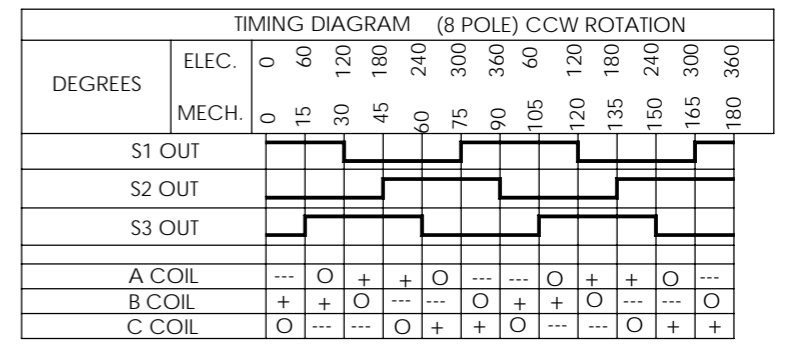 TIMING DIAGRAM (8 POLE) CCW ROTATION
DEGREES
ELEC. 0 60 120 180 240 300 360 60 120 180 240 300 360
MECH. 0 15 30 45 60 75 90 105 120 135 150 165 180
S1 OUT
S2 OUT
S3 OUT
A COIL --- O + + O --- --- O + + O ---
B COIL + + O --- --- O + + O --- --- O
C COIL O --- --- O + + O --- --- O + +